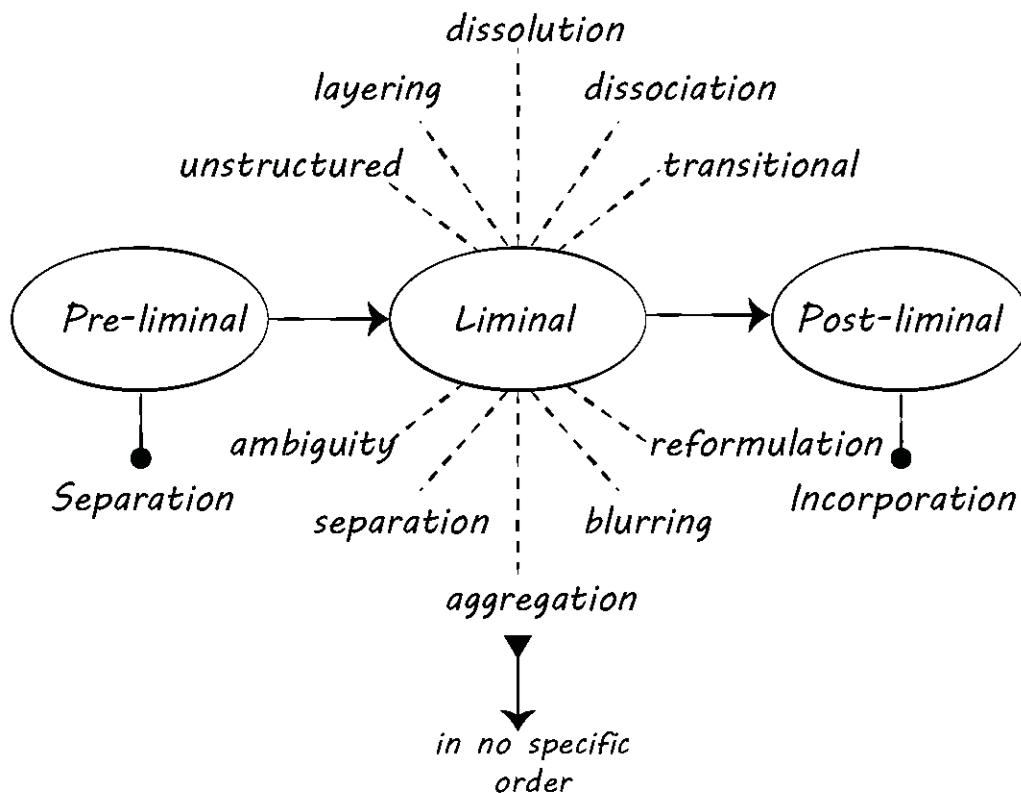 dissolution
layering
dissociation
unstructured
transitional
Pre-liminal
Liminal
Post-liminal
ambiguity
reformulation
Separation
Incorporation
separation
blurring
aggregation
in no specific
order